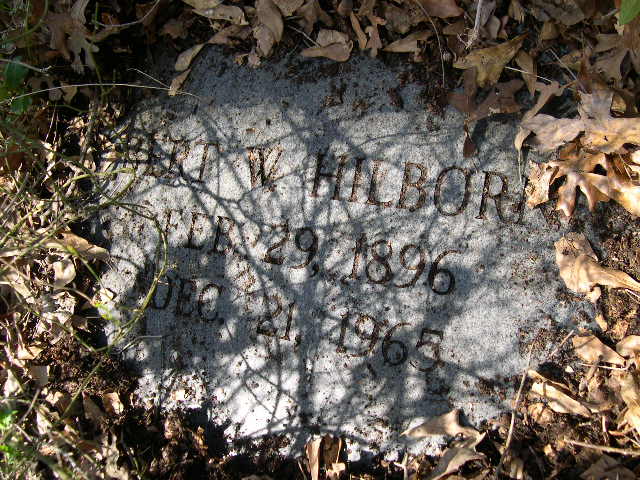 W. HILBORN
FEB. 29, 1896
DEC. 21, 1965